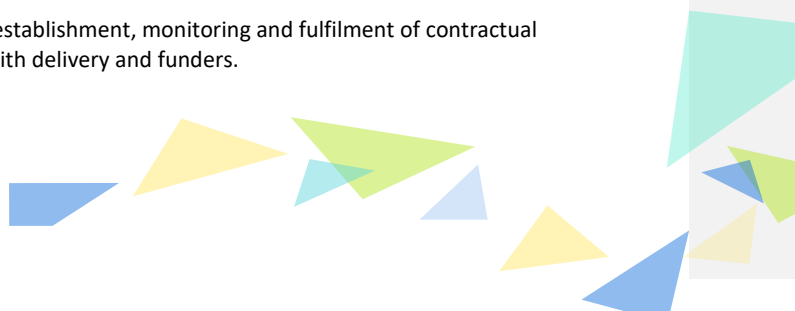 establishment, monitoring and fulfilment of contractual
ith delivery and funders.